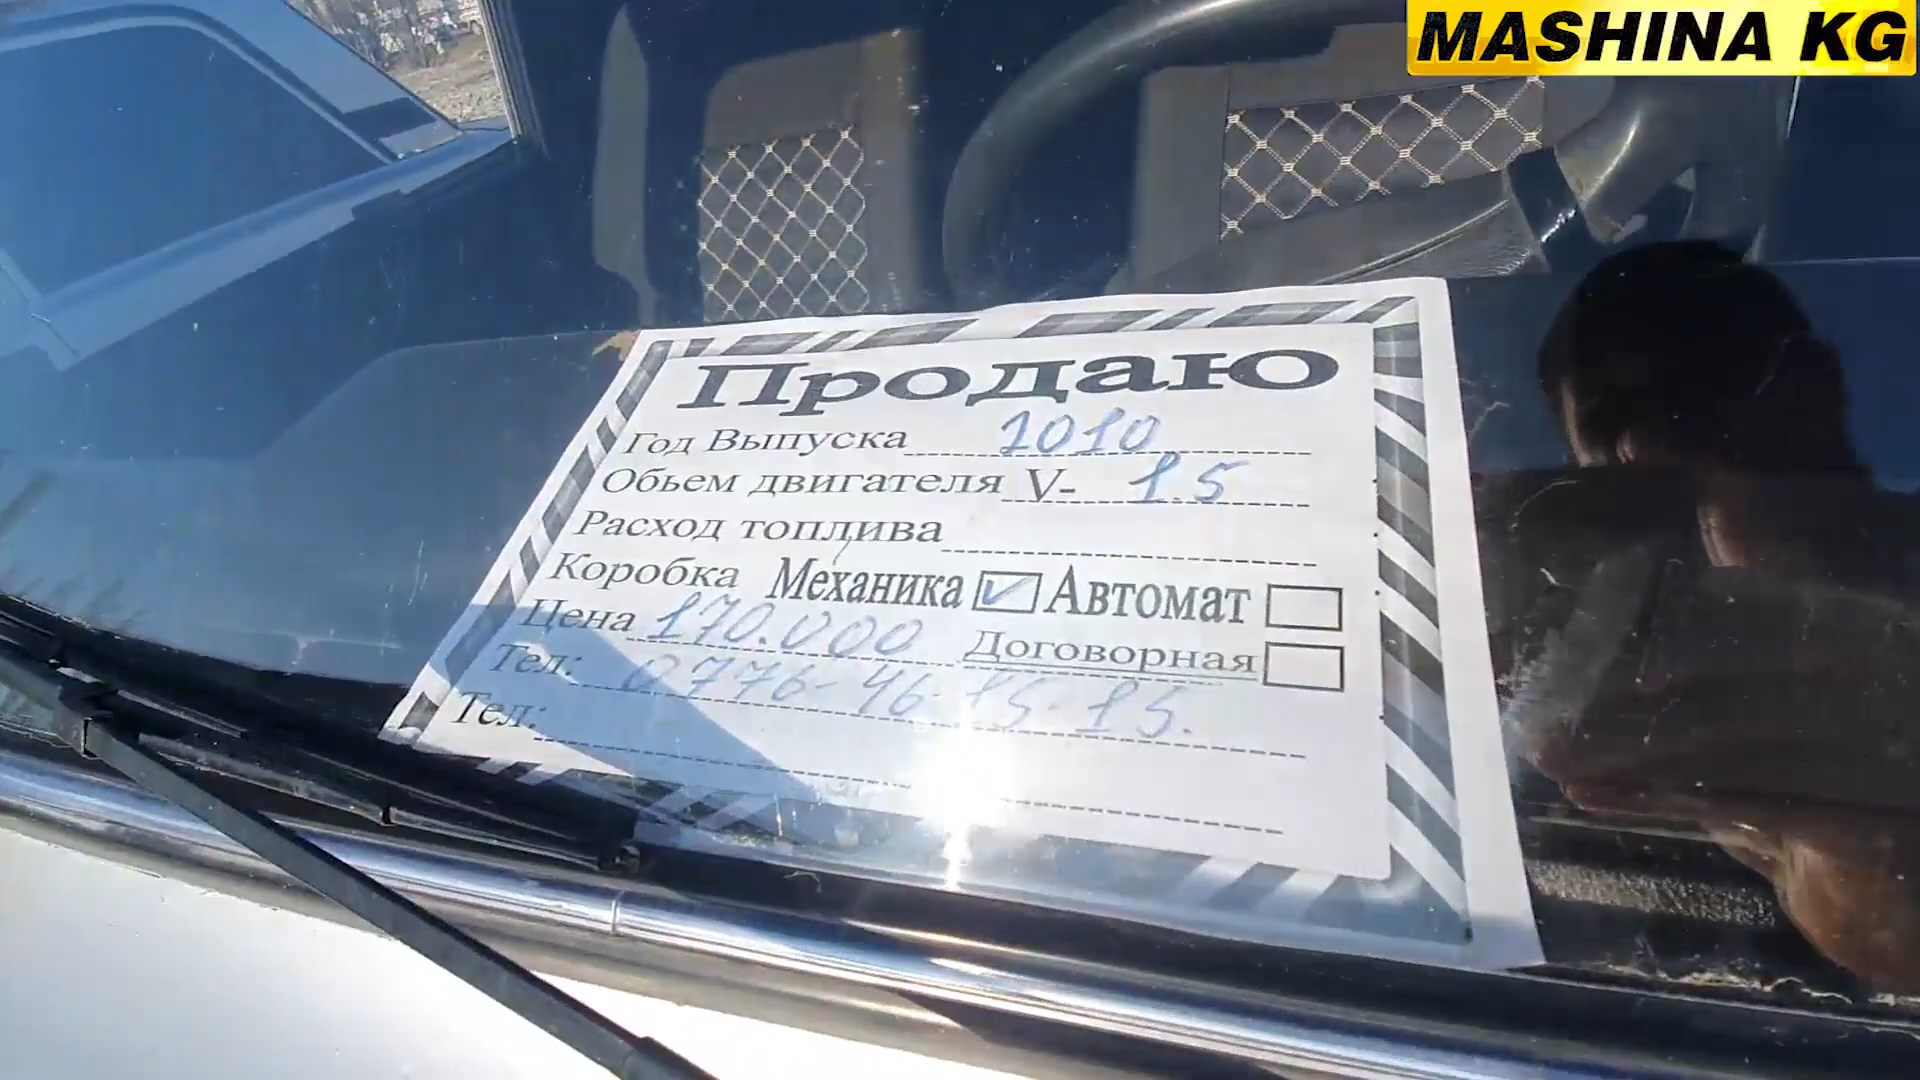 MASHINA KG
Продаю
Год Выпуска 2010
Обьем двигателя V- 1.5
Расход топлива
Коробка Механика Автомат
Цена 170.000 Договорная
Тел: 0776-46-15-15.
Тел: